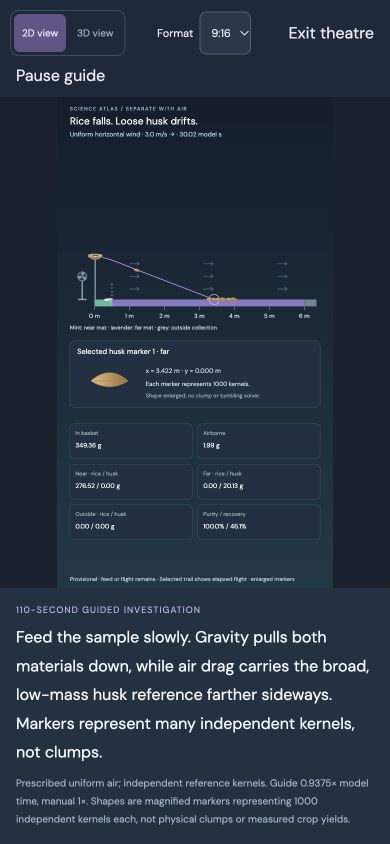 2D view 3D view Format 9:16 Exit theatre
Pause guide
SCIENCE ATLAS / SEPARATE WITH AIR
Rice falls. Loose husk drifts.
Uniform horizontal wind · 3.0 m/s → · 30.02 model s
0 m 1 m 2 m 3 m 4 m 5 m 6 m
Mint: near mat · lavender: far mat · grey: outside collection
Selected husk marker 1 · far
x = 3.422 m · y = 0.000 m
Each marker represents 1000 kernels.
Shape enlarged; no clump or tumbling solver.
In basket Airborne
349.36 g 1.99 g
Near · rice / husk Far · rice / husk
276.52 / 0.00 g 0.00 / 20.13 g
Outside · rice / husk Purity / recovery
0.00 / 0.00 g 100.0% / 46.1%
Provisional · feed or flight remains · Selected trail shows elapsed flight · enlarged markers
110-SECOND GUIDED INVESTIGATION
Feed the sample slowly. Gravity pulls both
materials down, while air drag carries the broad,
low-mass husk reference farther sideways.
Markers represent many independent kernels,
not clumps.
Prescribed uniform air; independent reference kernels. Guide 0.9375× model
time, manual 1×. Shapes are magnified markers representing 1000
independent kernels each, not physical clumps or measured crop yields.